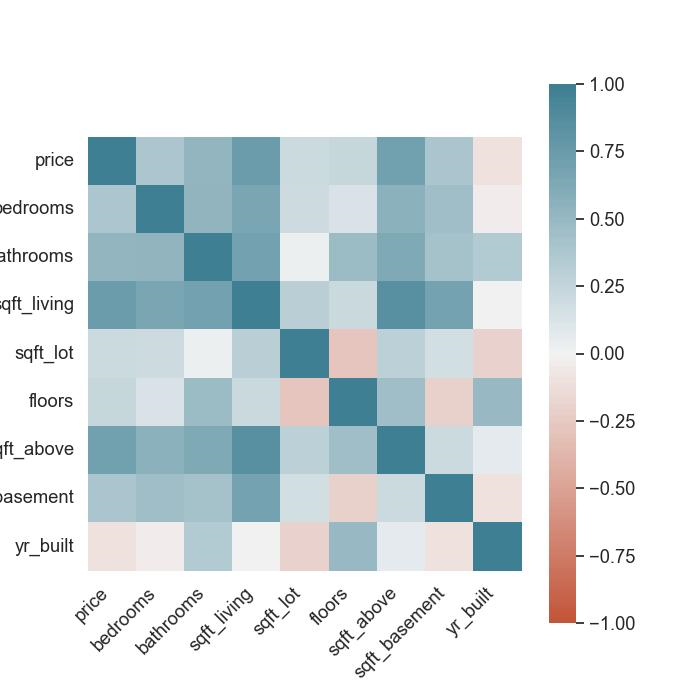 price
bedrooms
athrooms
sqft_living
sqft_lot
floors
qft_above
basement
yr_built
price
bedrooms
bathrooms
sqft_living
sqft_lot
floors
sqft_above
sqft_basement
yr_built
1.00
0.75
0.50
0.25
0.00
−0.25
−0.50
−0.75
−1.00